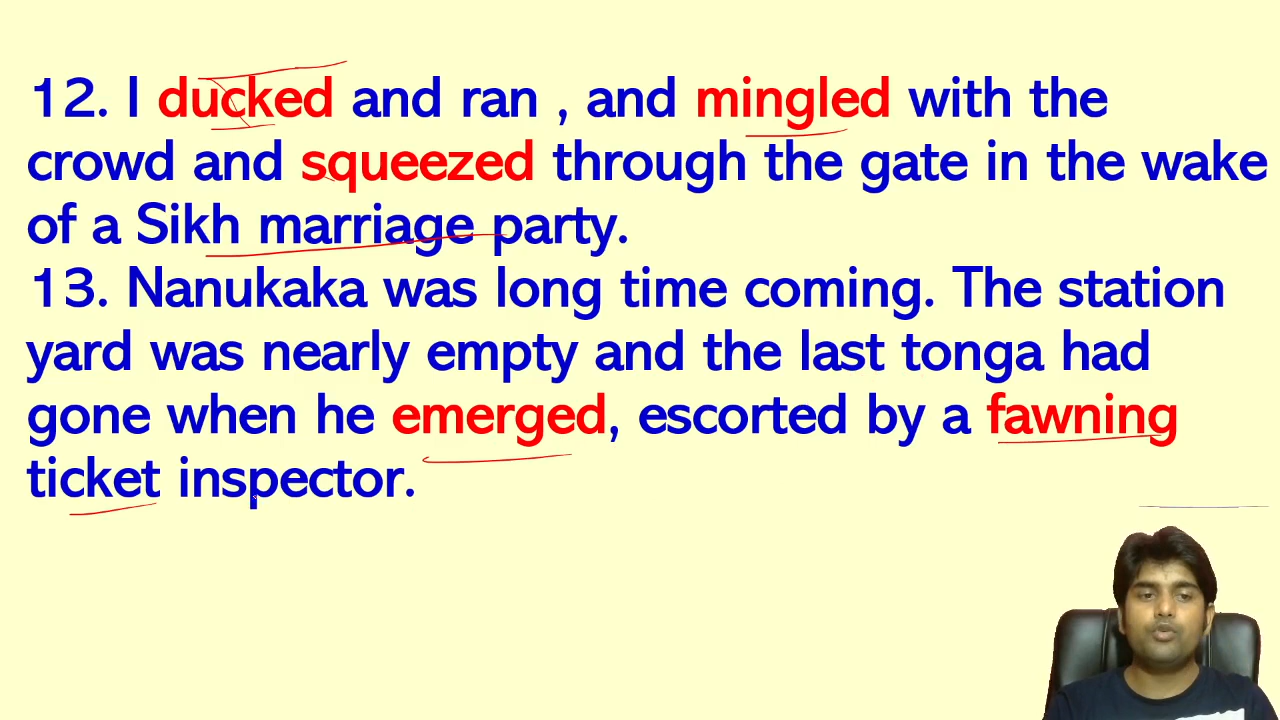 12. I ducked and ran , and mingled with the
crowd and squeezed through the gate in the wake
of a Sikh marriage party.
13. Nanukaka was long time coming. The station
yard was nearly empty and the last tonga had
gone when he emerged, escorted by a fawning
ticket inspector.